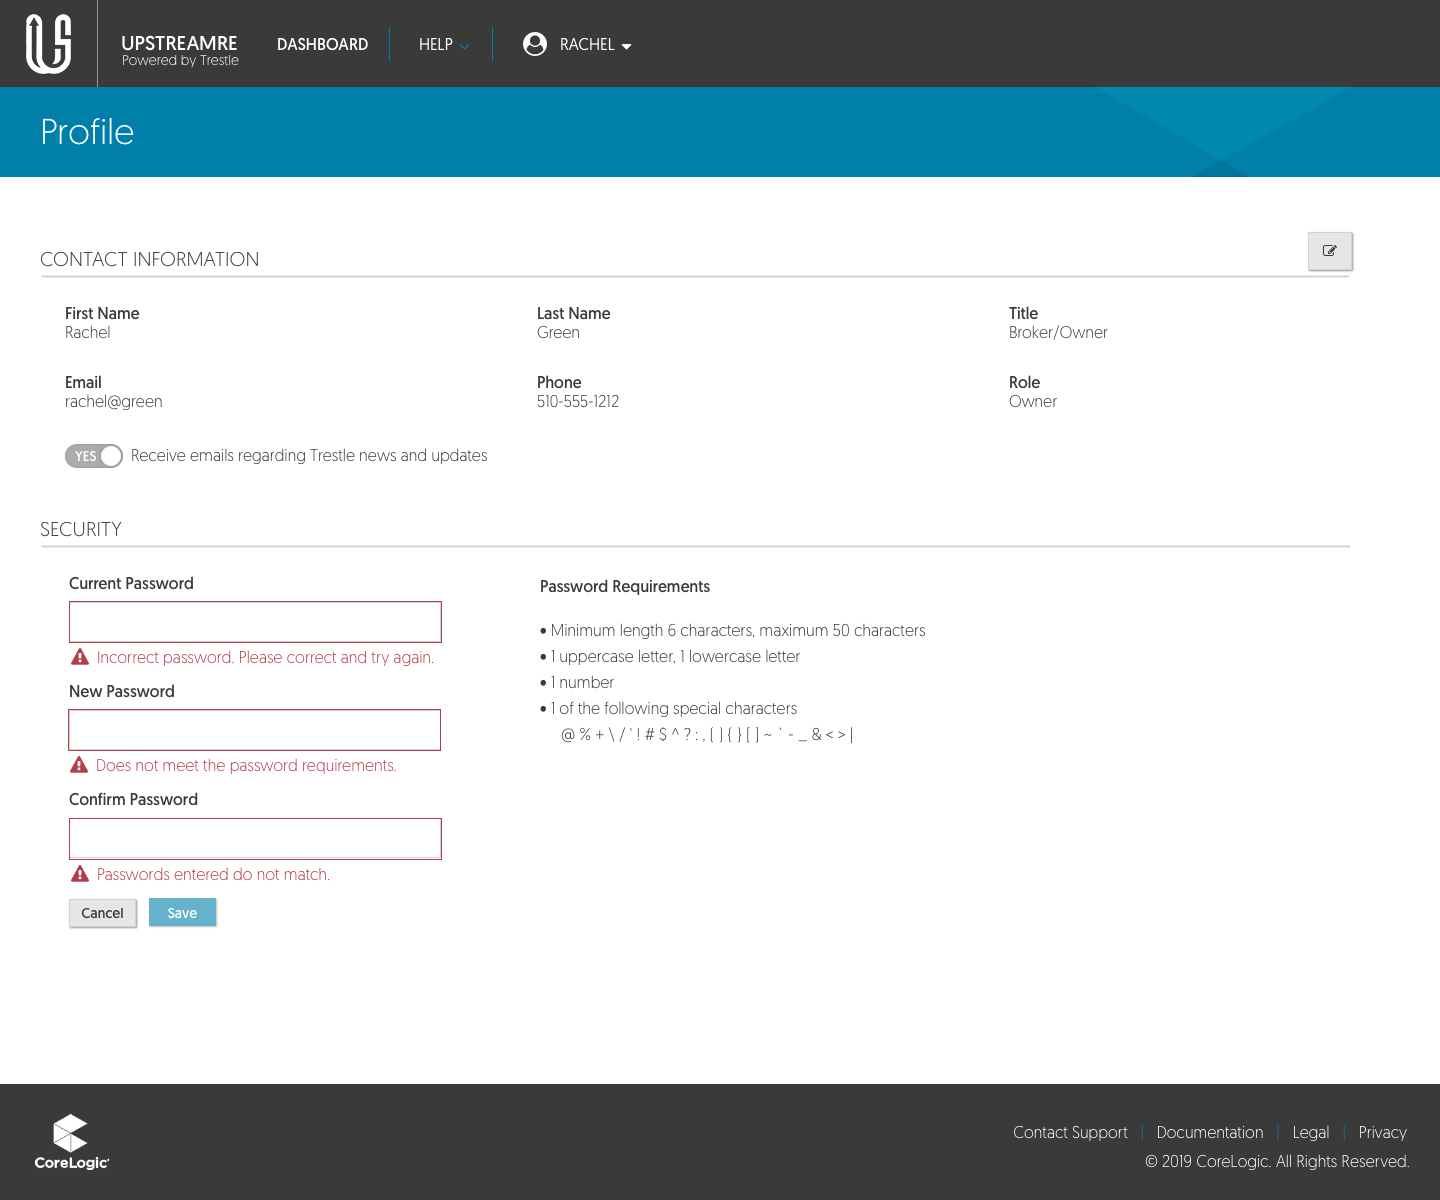 UPSTREAMRE
Powered by Trestle
DASHBOARD
HELP
RACHEL
Profile
CONTACT INFORMATION
First Name
Rachel
Last Name
Green
Title
Broker/Owner
Email
rachel@green
Phone
510-555-1212
Role
Owner
YES Receive emails regarding Trestle news and updates
SECURITY
Current Password
Incorrect password. Please correct and try again.
New Password
Does not meet the password requirements.
Confirm Password
Passwords entered do not match.
Cancel
Save
Password Requirements
• Minimum length 6 characters, maximum 50 characters
• 1 uppercase letter, 1 lowercase letter
• 1 number
• 1 of the following special characters
@ % + \ / ' ! # $ ^ ? : , ( ) { } [ ] ~ ` - _ & < > |
CoreLogic
Contact Support | Documentation | Legal | Privacy
© 2019 CoreLogic. All Rights Reserved.